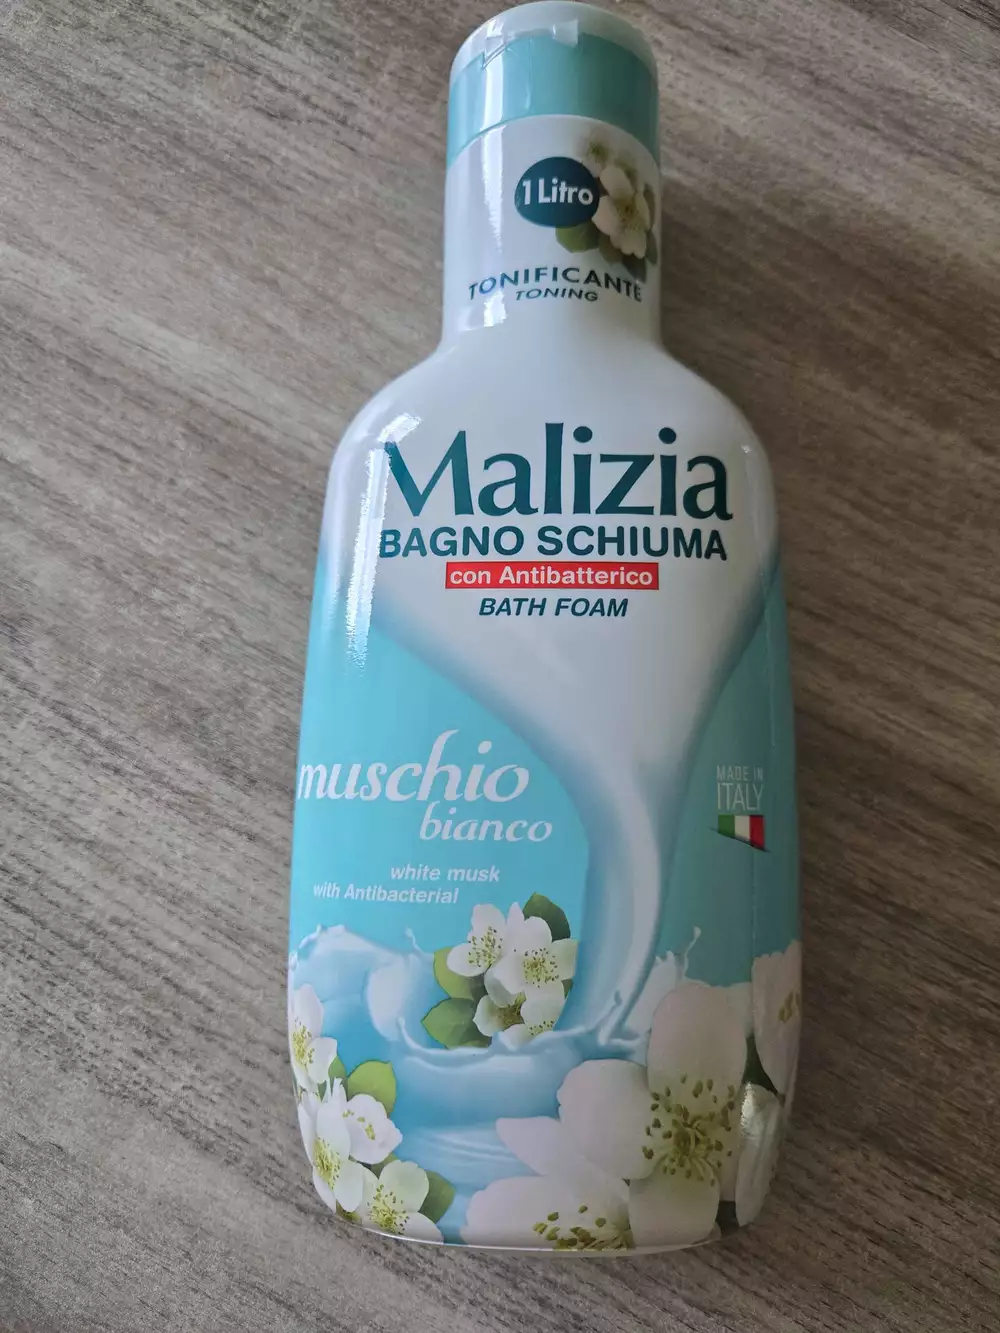 1 Litro
TONIFICANTE
TONING
Malizia
BAGNO SCHIUMA
con Antibatterico
BATH FOAM
muschio
bianco
white musk
with Antibacterial
MADE IN
ITALY